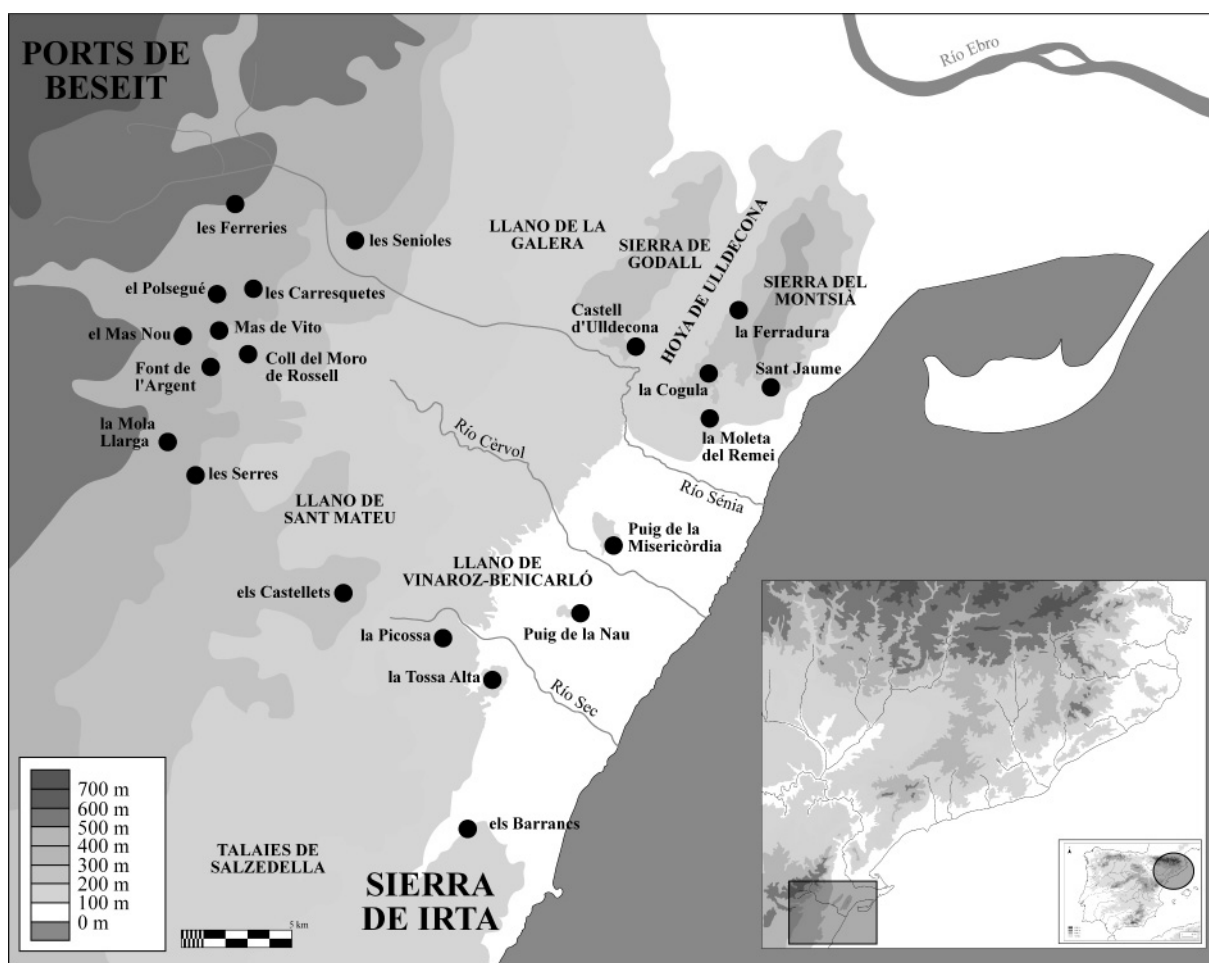 PORTS DE
BESEIT
Río Ebro
les Ferreries
les Senioles
LLANO DE LA
GALERA
SIERRA DE
GODALL
HOYA DE ULLDECONA
SIERRA DEL
MONTSIÀ
el Polsegué
les Carresquetes
la Ferradura
Castell
d'Ulldecona
el Mas Nou
Mas de Vito
Coll del Moro
de Rossell
Font de
l'Argent
la Cogula
Sant Jaume
la Mola
Llarga
la Moleta
del Remei
Río Cèrvol
les Serres
Río Sénia
LLANO DE
SANT MATEU
Puig de la
Misericòrdia
LLANO DE
VINAROZ-BENICARLÓ
els Castellets
la Picossa
Puig de la Nau
la Tossa Alta
Río Sec
700 m
600 m
500 m
400 m
300 m
200 m
100 m
0 m
els Barrancs
TALAIES DE
SALZEDELLA
SIERRA
DE IRTA
5 km